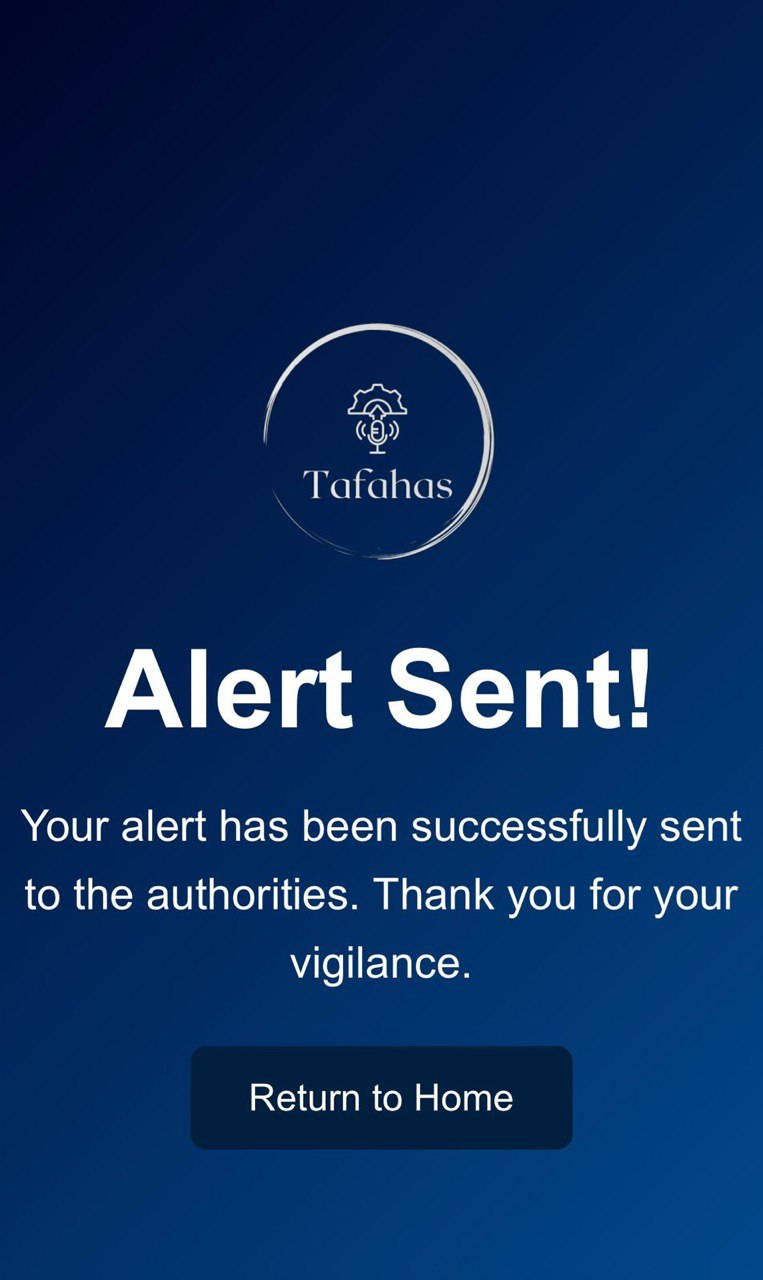 Tafahas
Alert Sent!
Your alert has been successfully sent
to the authorities. Thank you for your
vigilance.
Return to Home